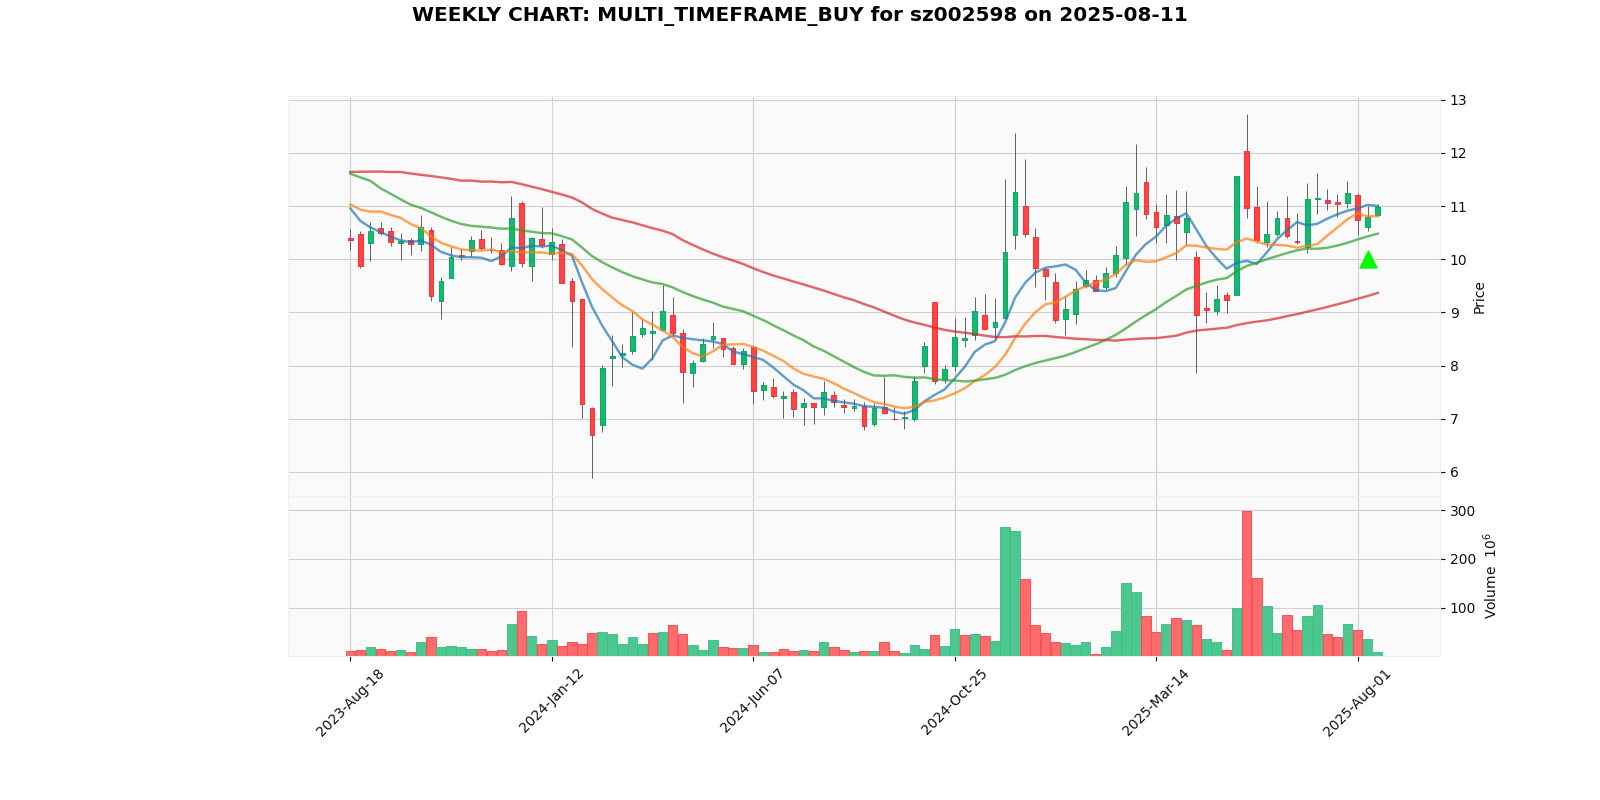 WEEKLY CHART: MULTI_TIMEFRAME_BUY for sz002598 on 2025-08-11
13
12
11
10
9
8
7
6
Price
300
200
100
Volume 10⁶
2023-Aug-18
2024-Jan-12
2024-Jun-07
2024-Oct-25
2025-Mar-14
2025-Aug-01